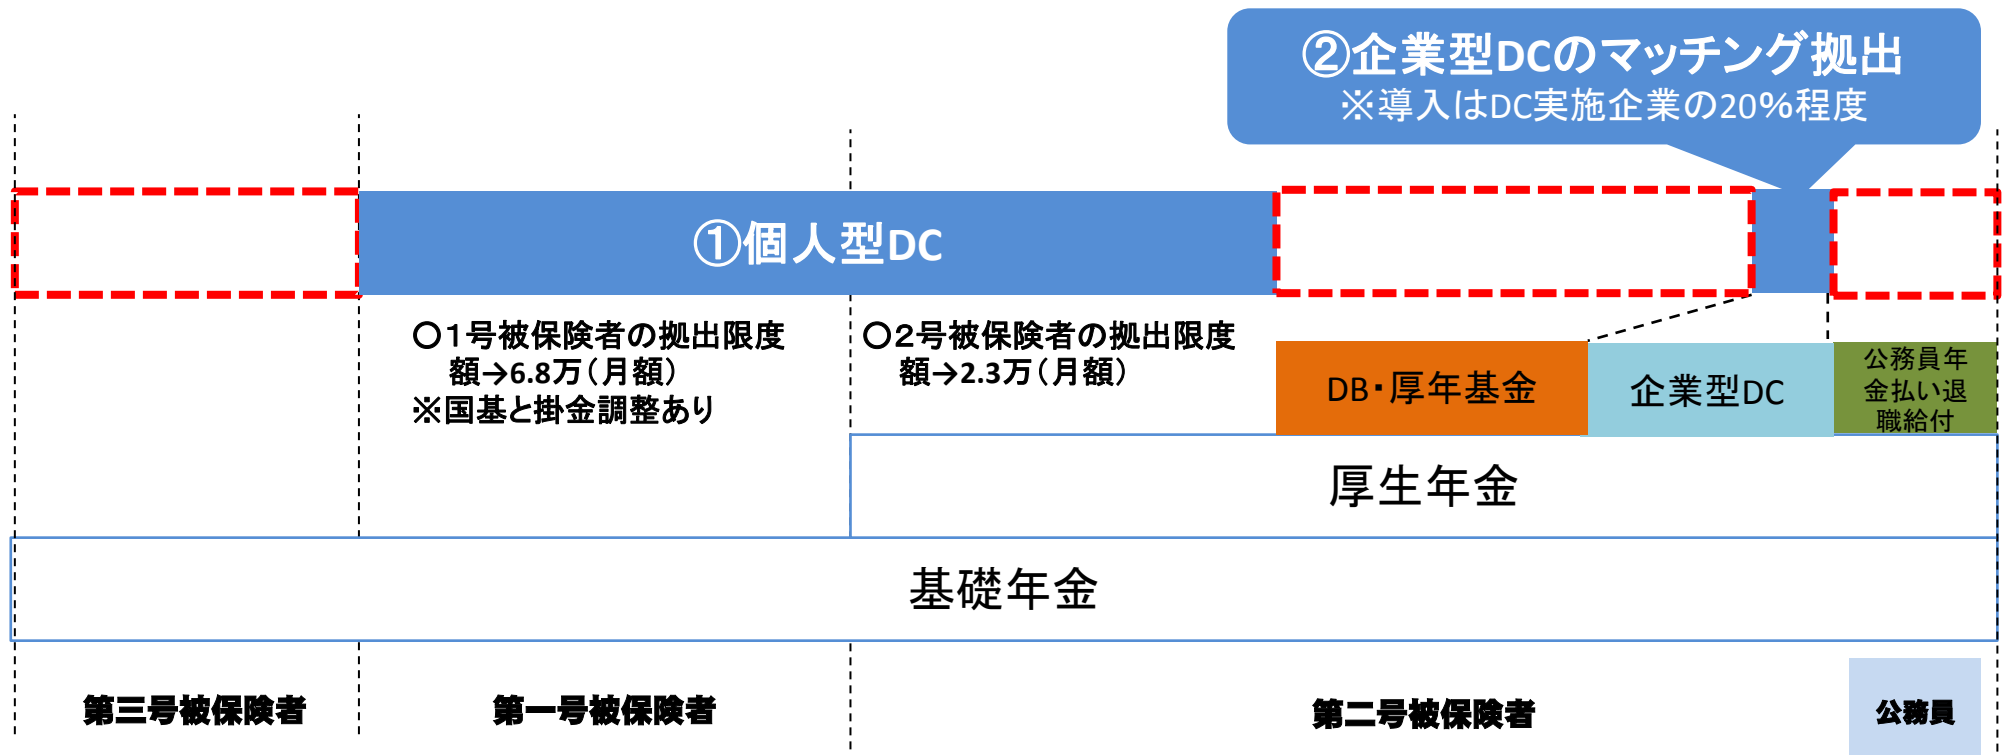 ②企業型DCのマッチング拠出
※導入はDC実施企業の20%程度
①個人型DC
○1号被保険者の拠出限度
額→6.8万（月額）
※国基と掛金調整あり
○2号被保険者の拠出限度
額→2.3万（月額）
DB・厚年基金
企業型DC
公務員年
金払い退
職給付
厚生年金
基礎年金
第三号被保険者
第一号被保険者
第二号被保険者
公務員